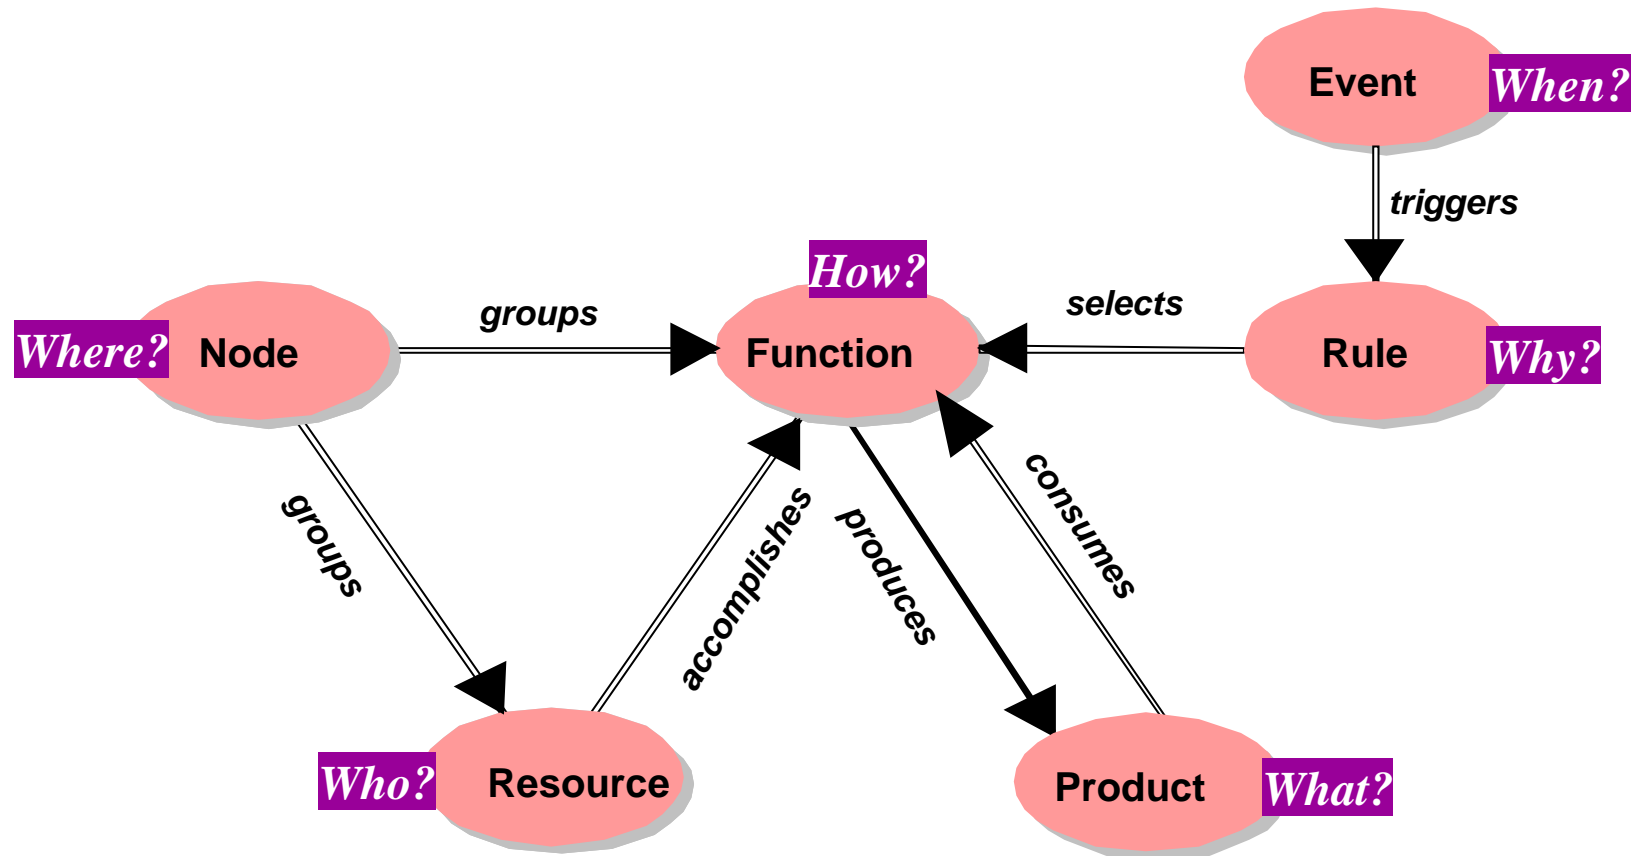 Event
When?
triggers
How?
groups
selects
Where?
Node
Function
Rule
Why?
groups
accomplishes
produces
consumes
Who?
Resource
Product
What?